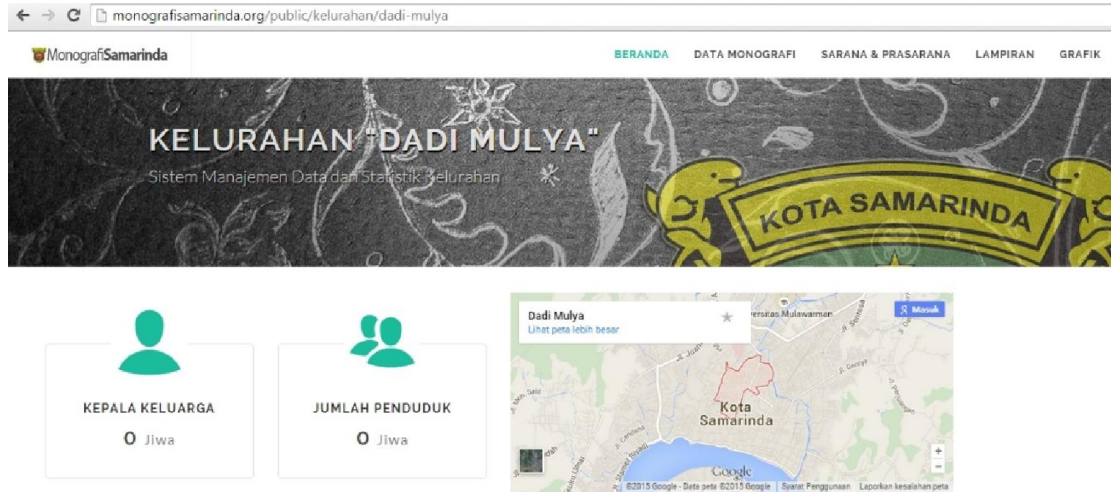 monografisamarinda.org/public/kelurahan/dadi-mulya
MonografiSamarinda
BERANDA DATA MONOGRAFI SARANA & PRASARANA LAMPIRAN GRAFIK
KELURAHAN "DADI MULYA"
Sistem Manajemen Data dan Statistik Kelurahan
KOTA SAMARINDA
KEPALA KELUARGA
0 Jiwa
JUMLAH PENDUDUK
0 Jiwa
Dadi Mulya
Lihat peta lebih besar
Masuk
versitas Mulawarman
Kota
Samarinda
Google
©2015 Google - Data peta ©2015 Google Syarat Penggunaan Laporkan kesalahan peta